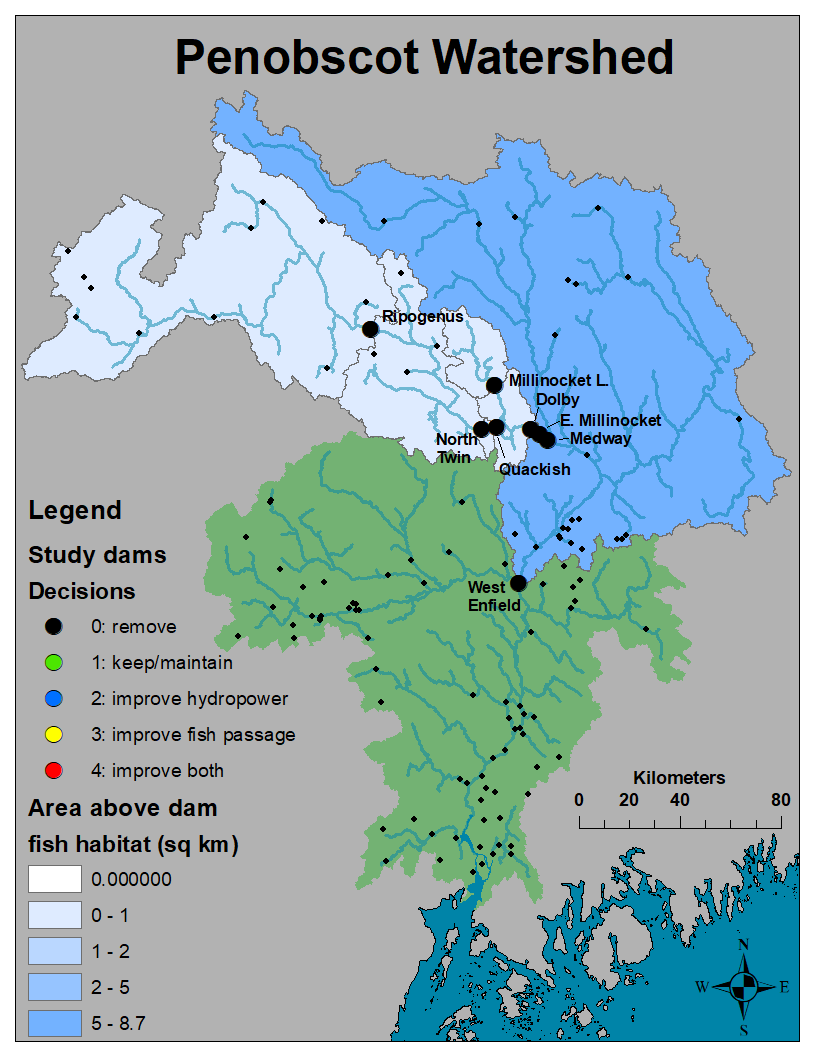 Penobscot Watershed
Ripogenus
Millinocket L.
Dolby
E. Millinocket
Medway
North
Twin
Quackish
West
Enfield
Legend
Study dams
Decisions
0: remove
1: keep/maintain
2: improve hydropower
3: improve fish passage
4: improve both
Area above dam
fish habitat (sq km)
0.000000
0 - 1
1 - 2
2 - 5
5 - 8.7
Kilometers
0 20 40 80
N
W E
S